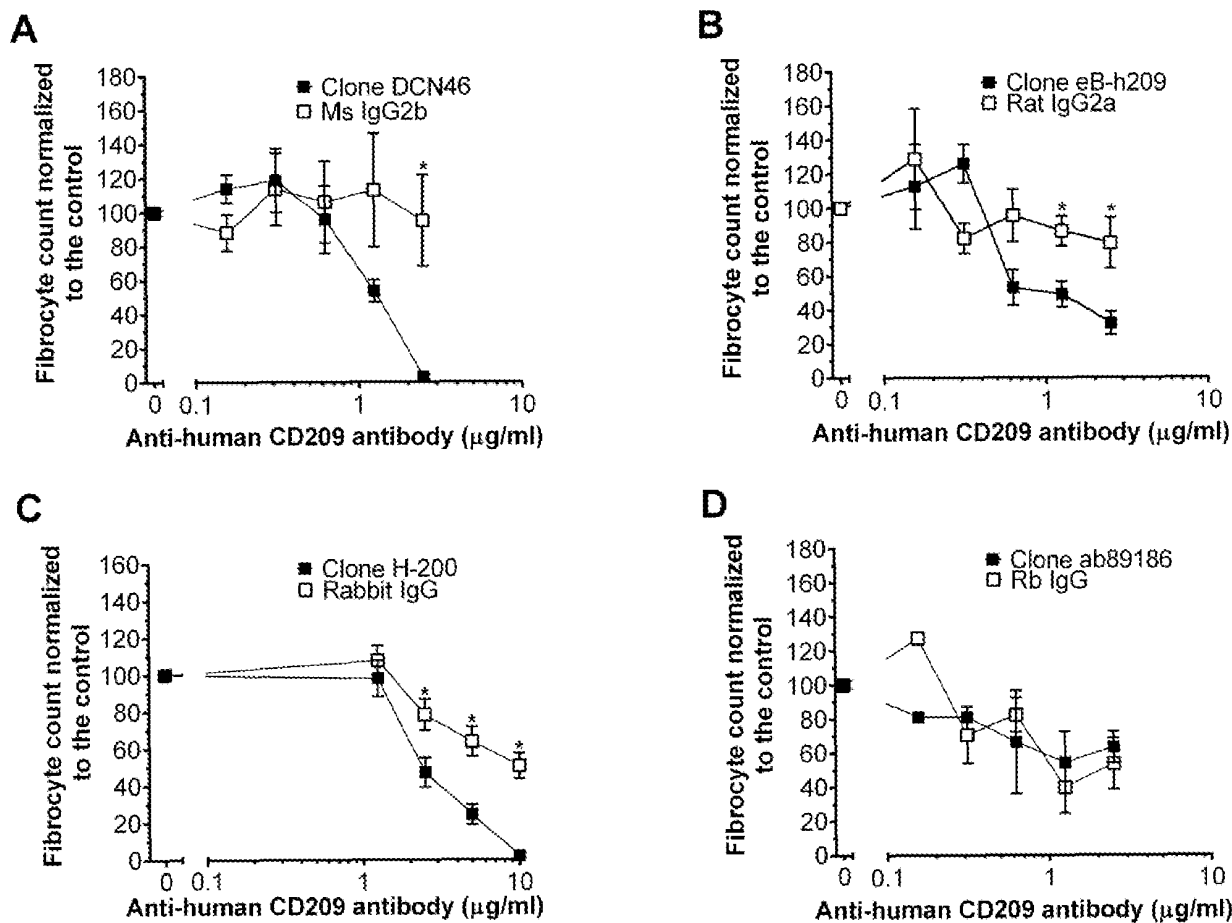 A
Fibrocyte count normalized
to the control
180
160
140
120
100
80
60
40
20
0
■ Clone DCN46
□ Ms IgG2b
*
0 0.1 1 10
Anti-human CD209 antibody (μg/ml)
B
Fibrocyte count normalized
to the control
180
160
140
120
100
80
60
40
20
0
■ Clone eB-h209
□ Rat IgG2a
* *
0 0.1 1 10
Anti-human CD209 antibody (μg/ml)
C
Fibrocyte count normalized
to the control
160
140
120
100
80
60
40
20
0
■ Clone H-200
□ Rabbit IgG
*
*
*
0 0.1 1 10
Anti-human CD209 antibody (μg/ml)
D
Fibrocyte count normalized
to the control
180
160
140
120
100
80
60
40
20
0
■ Clone ab89186
□ Rb IgG
0 0.1 1 10
Anti-human CD209 antibody (μg/ml)